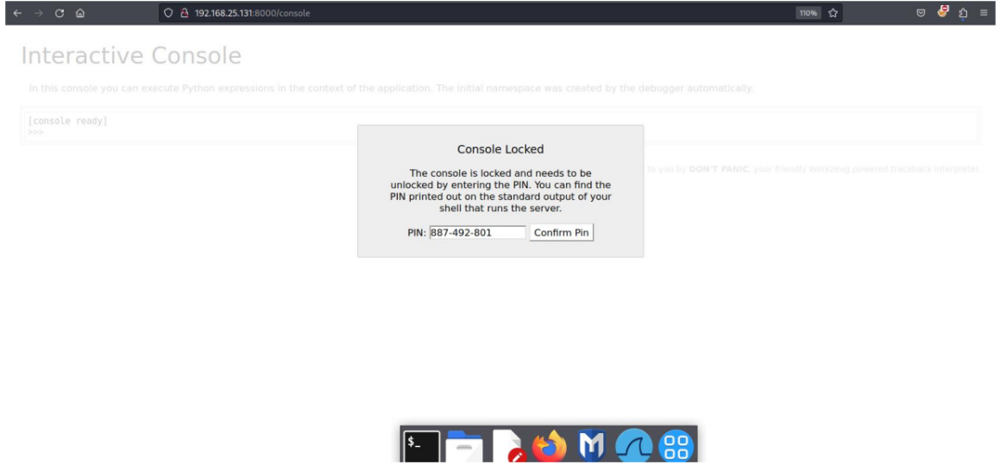 192.168.25.131:8000/console
110%
Interactive Console
In this console you can execute Python expressions in the context of the application. The initial namespace was created by the debugger automatically.
[console ready]
>>>
Console Locked
The console is locked and needs to be
unlocked by entering the PIN. You can find the
PIN printed out on the standard output of your
shell that runs the server.
to you by DON'T PANIC, your friendly Werkzeug powered traceback interpreter.
PIN: 887-492-801 Confirm Pin
$_